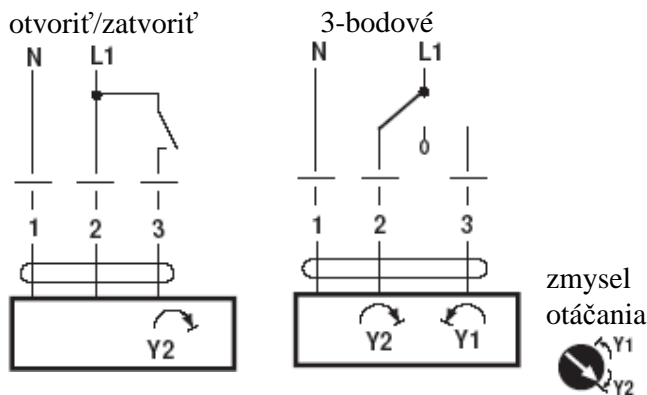 otvoriť/zatvoriť
N L1
1 2 3
Y2
3-bodové
N L1
0
1 2 3
Y2 Y1
zmysel
otáčania
Y1
Y2